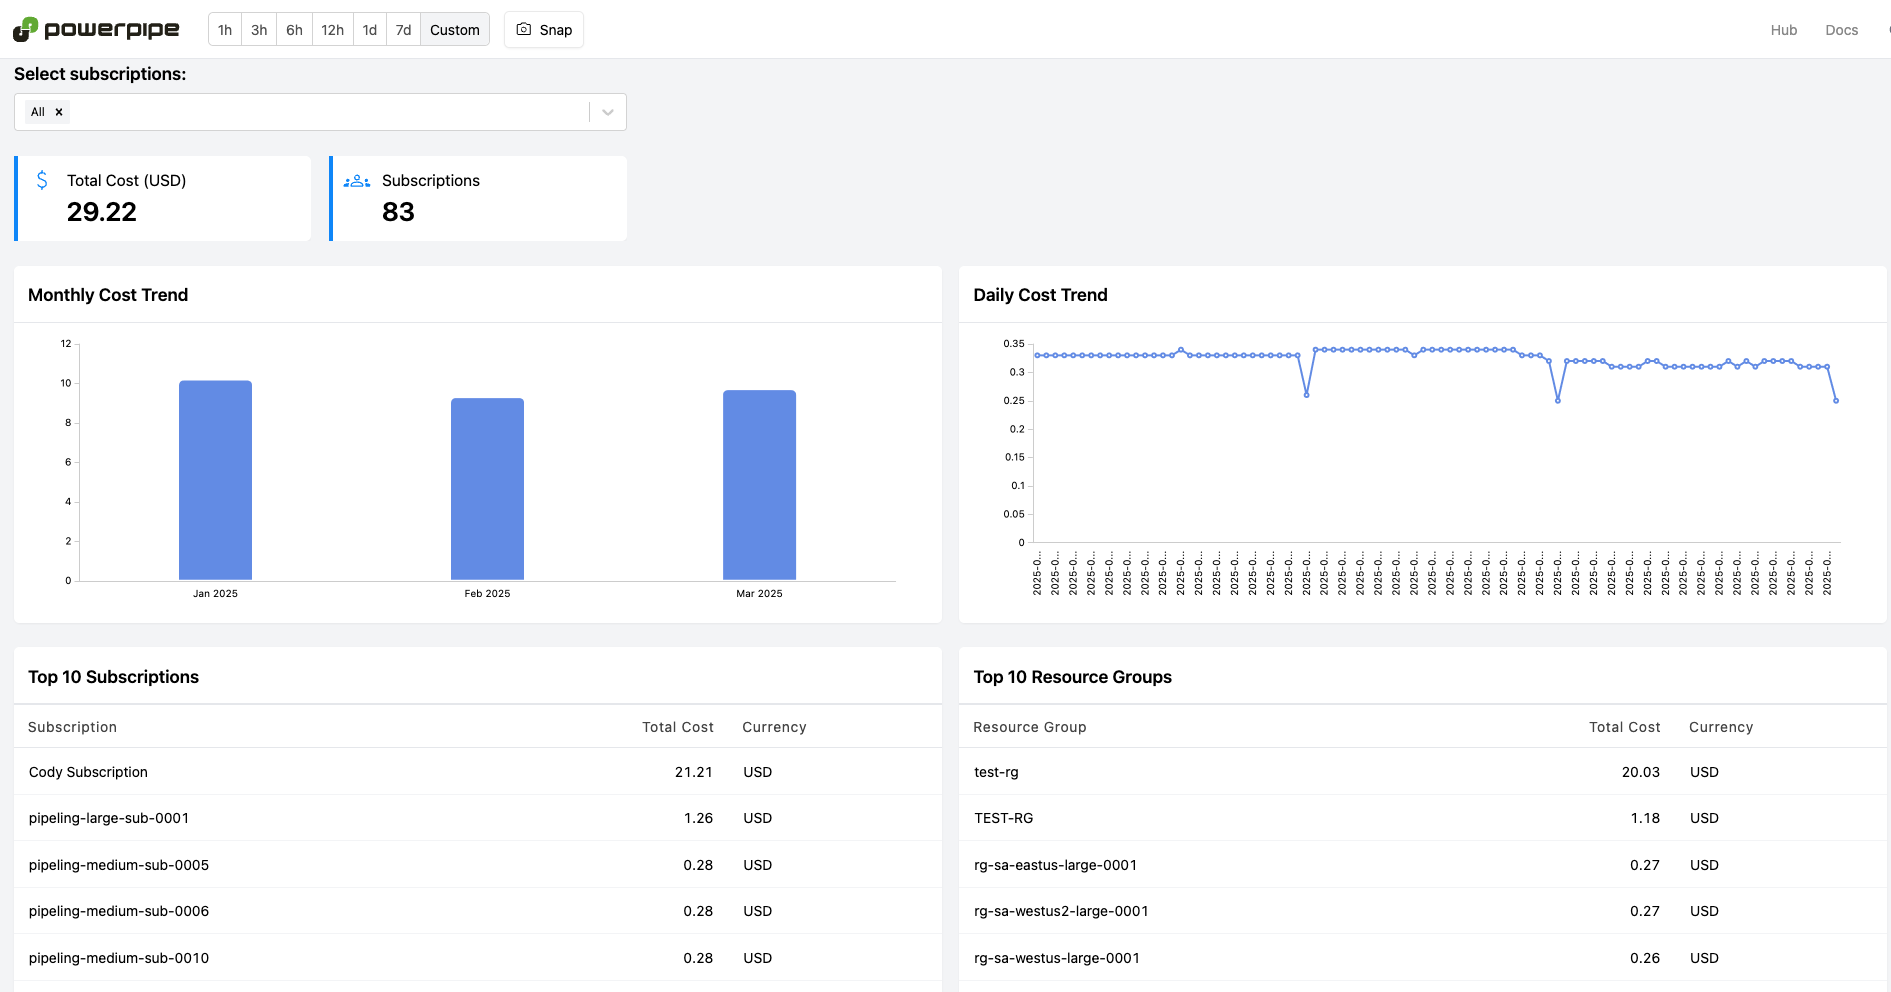 powerpipe
1h 3h 6h 12h 1d 7d Custom Snap Hub Docs
Select subscriptions:
All
Total Cost (USD)
29.22
Subscriptions
83
Monthly Cost Trend
12
10
8
6
4
2
0
Jan 2025 Feb 2025 Mar 2025
Daily Cost Trend
0.35
0.3
0.25
0.2
0.15
0.1
0.05
0
2025-0... 2025-0... 2025-0... 2025-0... 2025-0... 2025-0... 2025-0... 2025-0... 2025-0... 2025-0... 2025-0... 2025-0... 2025-0... 2025-0... 2025-0... 2025-0... 2025-0... 2025-0... 2025-0... 2025-0... 2025-0... 2025-0... 2025-0... 2025-0... 2025-0... 2025-0... 2025-0... 2025-0... 2025-0... 2025-0... 2025-0... 2025-0... 2025-0... 2025-0... 2025-0... 2025-0... 2025-0... 2025-0... 2025-0... 2025-0... 2025-0... 2025-0... 2025-0... 2025-0... 2025-0...
Top 10 Subscriptions
Subscription Total Cost Currency
Cody Subscription 21.21 USD
pipeling-large-sub-0001 1.26 USD
pipeling-medium-sub-0005 0.28 USD
pipeling-medium-sub-0006 0.28 USD
pipeling-medium-sub-0010 0.28 USD
Top 10 Resource Groups
Resource Group Total Cost Currency
test-rg 20.03 USD
TEST-RG 1.18 USD
rg-sa-eastus-large-0001 0.27 USD
rg-sa-westus2-large-0001 0.27 USD
rg-sa-westus-large-0001 0.26 USD